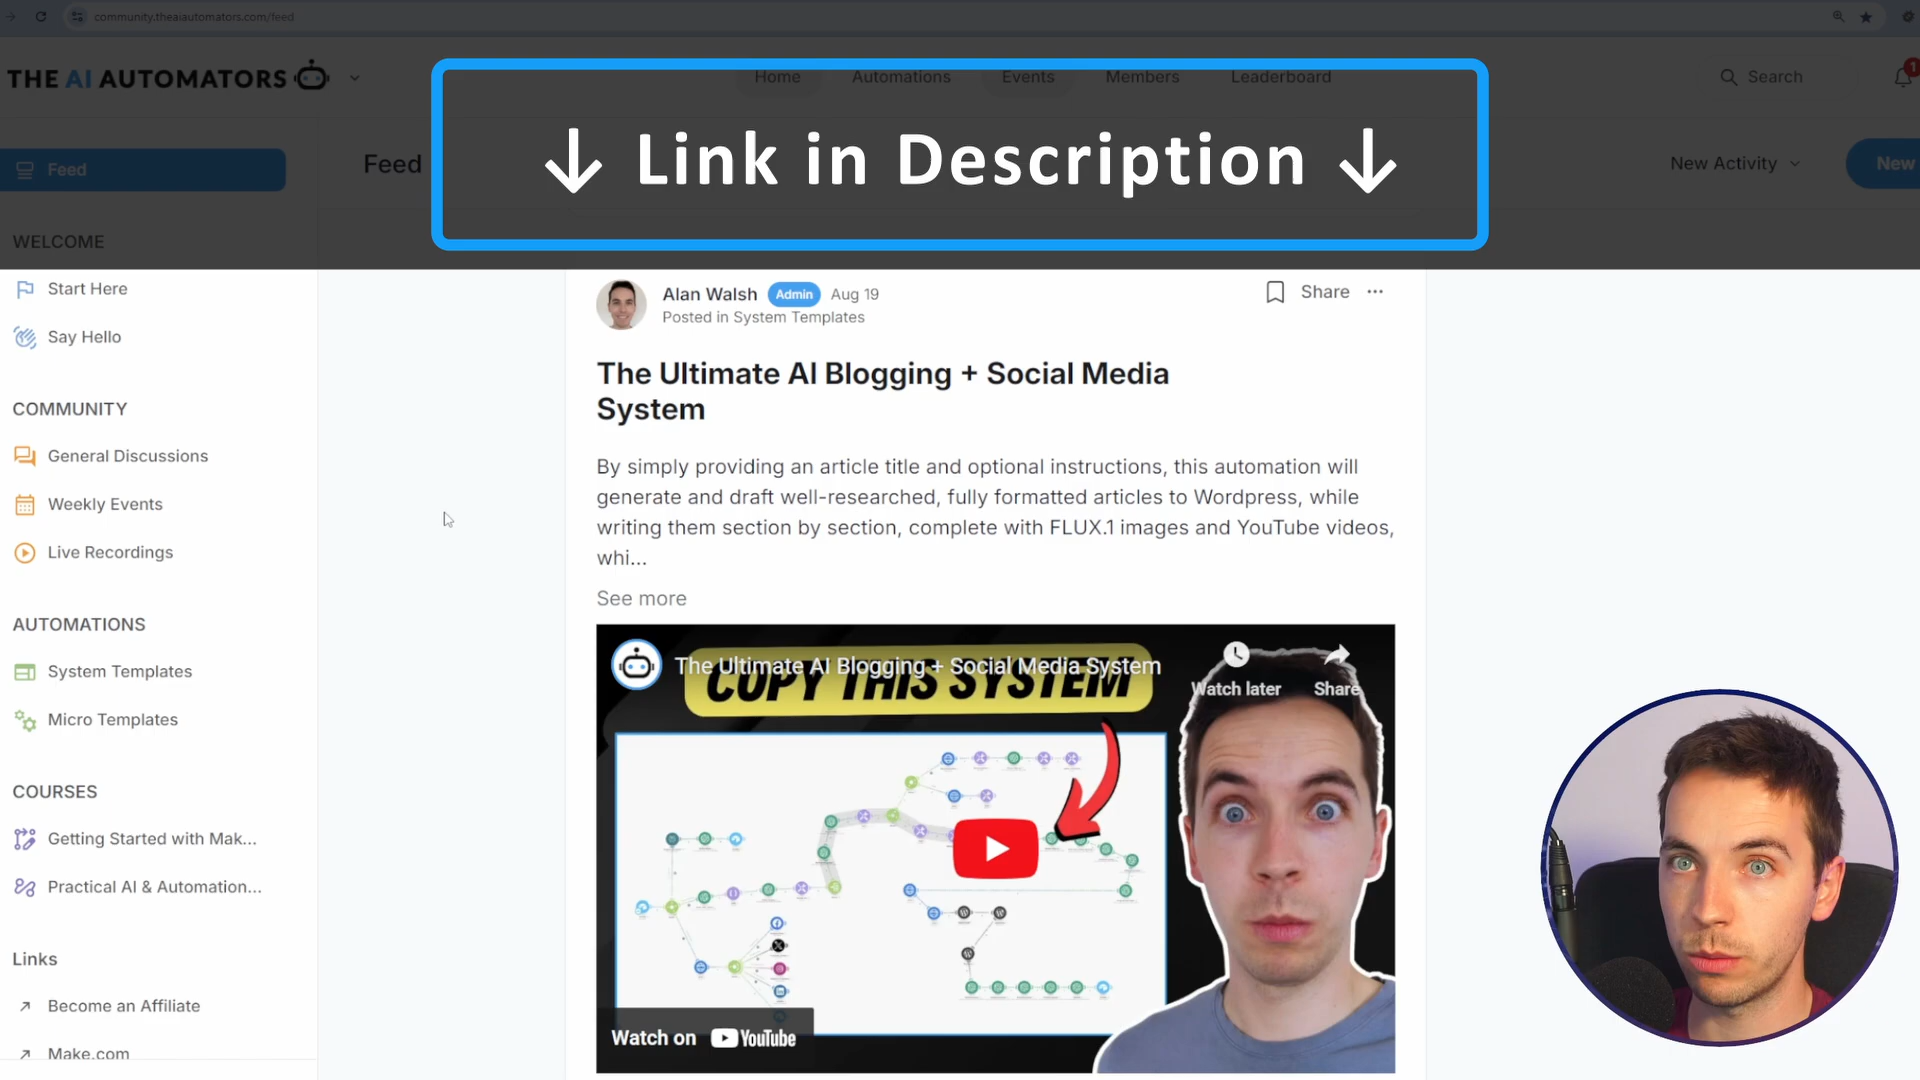 community.theaiautomators.com/feed
THE AI AUTOMATORS
Home
Automations
Events
Members
Leaderboard
Search
1
↓ Link in Description ↓
Feed
Feed
New Activity
New
WELCOME
Start Here
Say Hello
COMMUNITY
General Discussions
Weekly Events
Live Recordings
AUTOMATIONS
System Templates
Micro Templates
COURSES
Getting Started with Mak...
Practical AI & Automation...
Links
Become an Affiliate
Make.com
Alan Walsh Admin Aug 19
Posted in System Templates
Share
The Ultimate AI Blogging + Social Media
System
By simply providing an article title and optional instructions, this automation will
generate and draft well-researched, fully formatted articles to Wordpress, while
writing them section by section, complete with FLUX.1 images and YouTube videos,
whi...
See more
The Ultimate AI Blogging + Social Media System
COPY THIS SYSTEM
Watch later
Share
Watch on YouTube